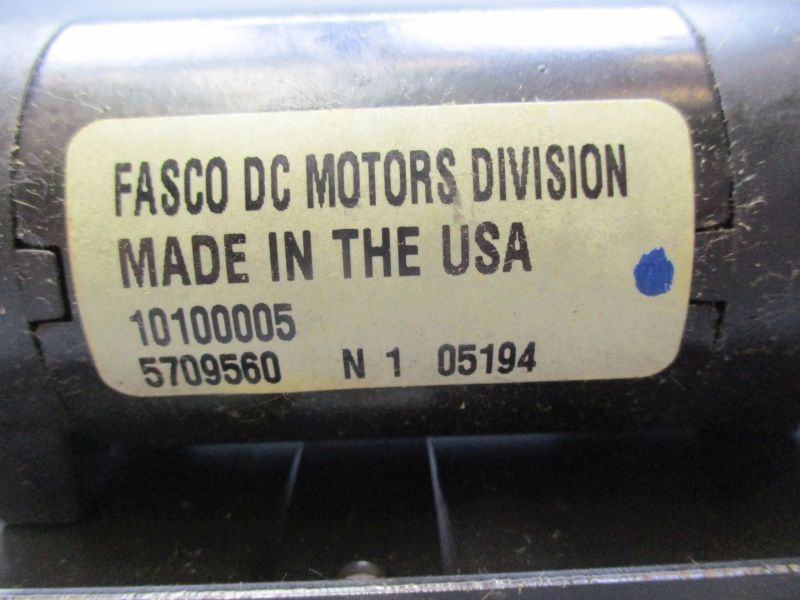 FASCO DC MOTORS DIVISION
MADE IN THE USA
10100005
5709560 N 1 05194